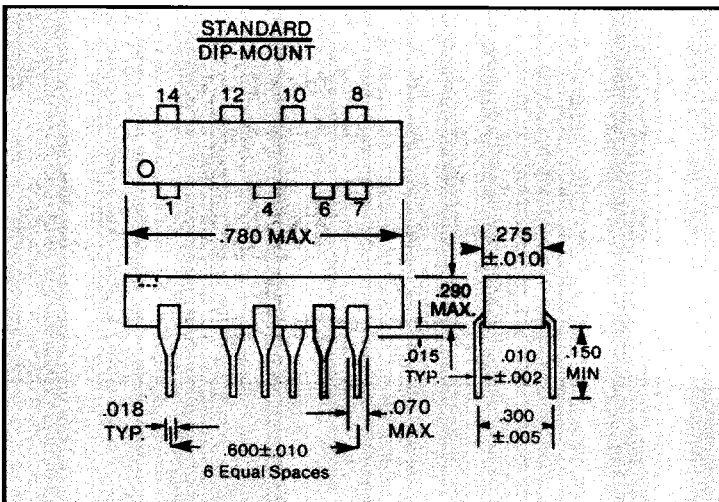 STANDARD
DIP-MOUNT
14 12 10 8
1 4 6 7
.780 MAX.
.275
±.010
.290
MAX.
.015
TYP.
.010
±.002
.150
MIN
.018
TYP.
.070
MAX.
.300
±.005
.600±.010
6 Equal Spaces